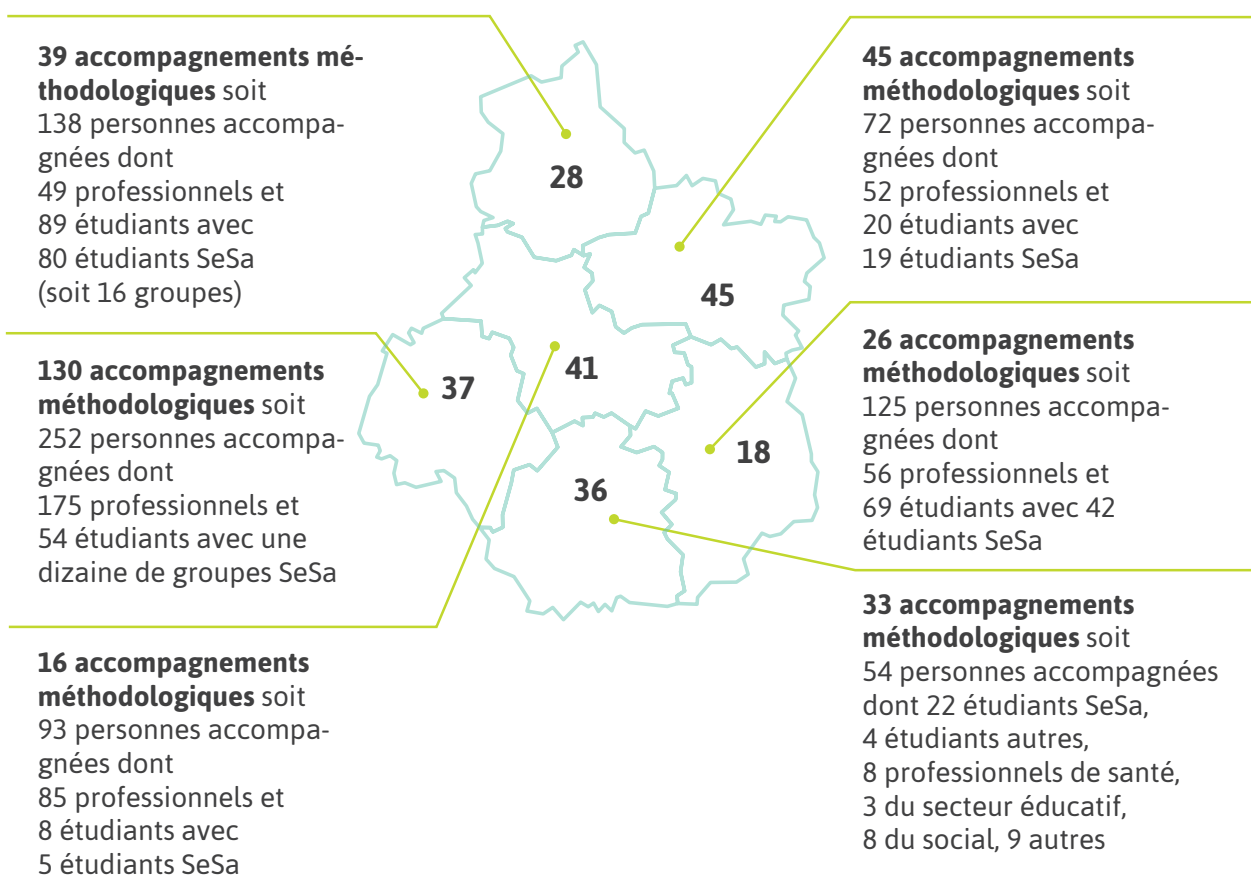 39 accompagnements mé-
thodologiques soit
138 personnes accompa-
gnées dont
49 professionnels et
89 étudiants avec
80 étudiants SeSa
(soit 16 groupes)
130 accompagnements
méthodologiques soit
252 personnes accompa-
gnées dont
175 professionnels et
54 étudiants avec une
dizaine de groupes SeSa
16 accompagnements
méthodologiques soit
93 personnes accompa-
gnées dont
85 professionnels et
8 étudiants avec
5 étudiants SeSa
28
45
41
37
18
36
45 accompagnements
méthodologiques soit
72 personnes accompa-
gnées dont
52 professionnels et
20 étudiants avec
19 étudiants SeSa
26 accompagnements
méthodologiques soit
125 personnes accompa-
gnées dont
56 professionnels et
69 étudiants avec 42
étudiants SeSa
33 accompagnements
méthodologiques soit
54 personnes accompagnées
dont 22 étudiants SeSa,
4 étudiants autres,
8 professionnels de santé,
3 du secteur éducatif,
8 du social, 9 autres